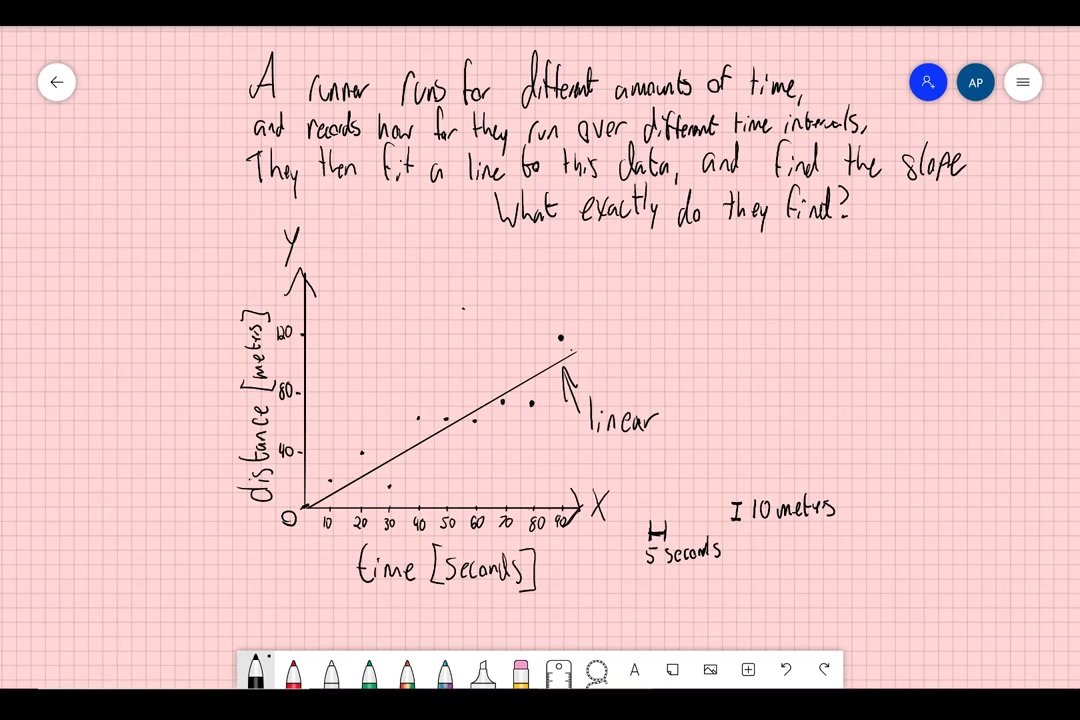 A runner runs for different amounts of time,
and records how far they run over different time intervals.
They then fit a line to this data, and find the slope
What exactly do they find?
AP
Y
distance [metrs]
120
80
40
0
10 20 30 40 50 60 70 80 90
X
time [seconds]
linear
10 metrs
5 seconds
A